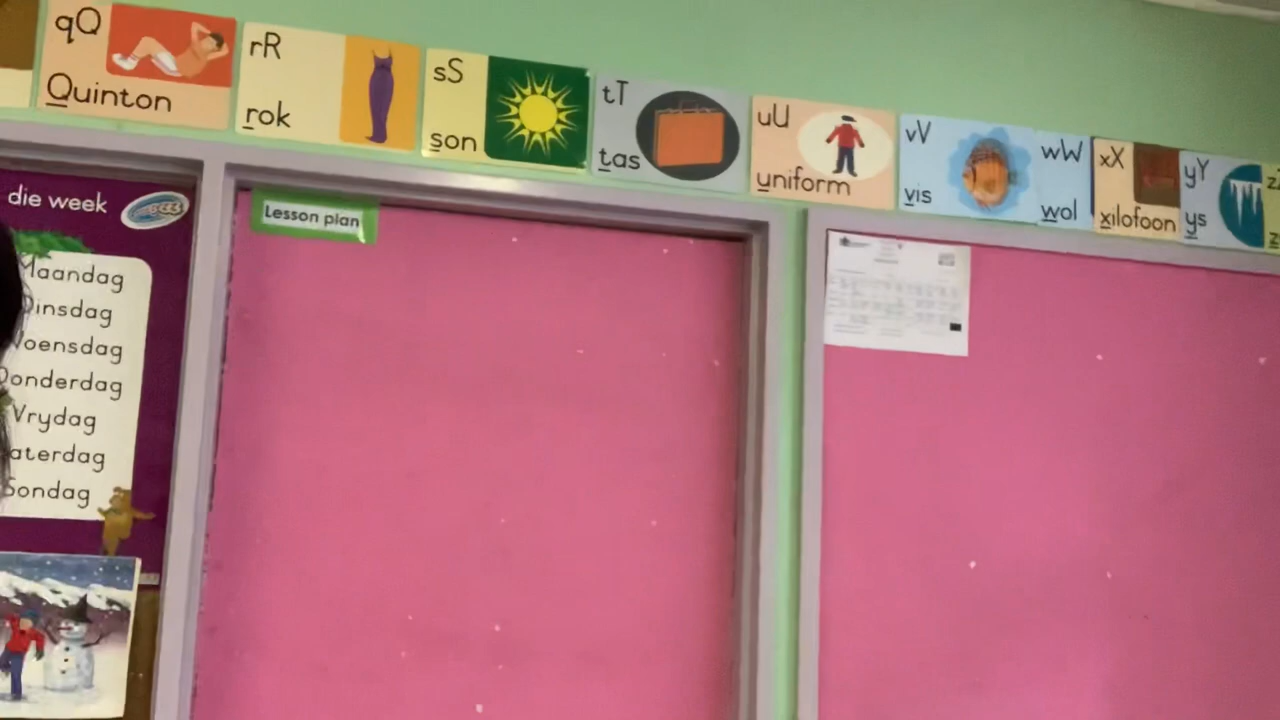 qQ
Quinton
rR
rok
sS
son
tT
tas
uU
uniform
vV
vis
wW
wol
xX
xilofoon
yY
ys
die week
Maandag
Dinsdag
Woensdag
Donderdag
Vrydag
Saterdag
Sondag
Lesson plan